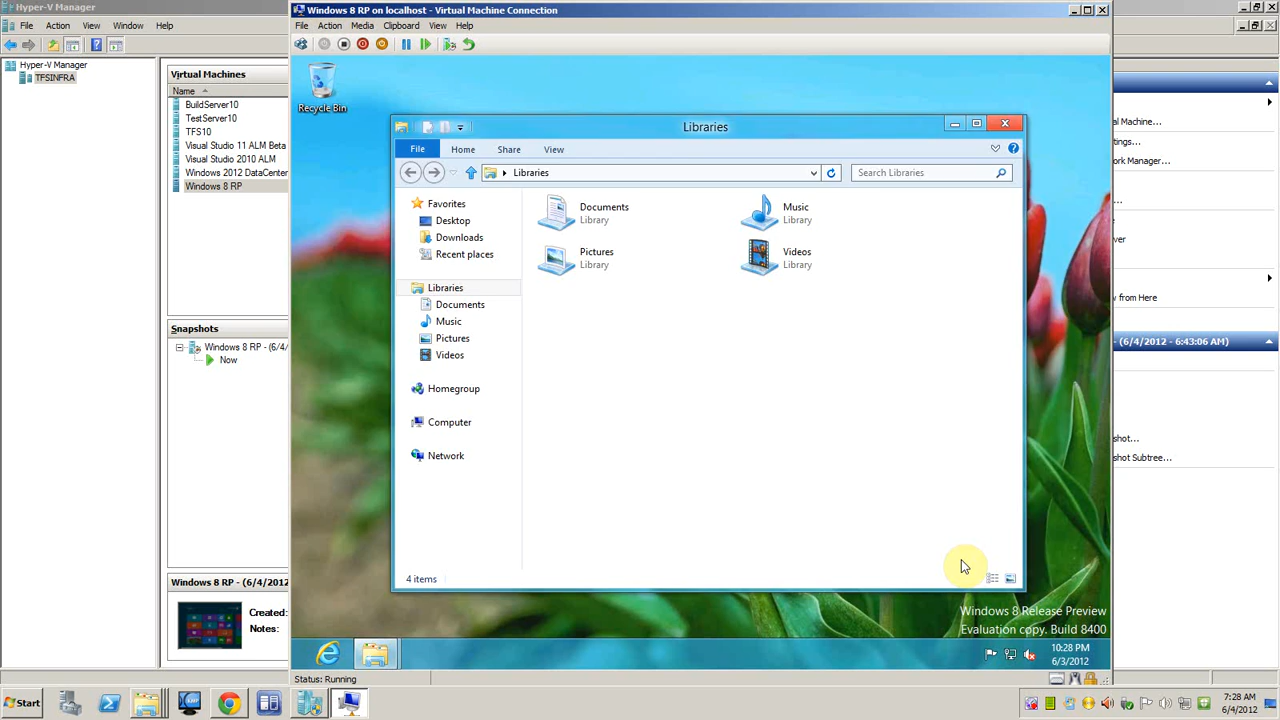 Hyper-V Manager
File Action View Window Help
Hyper-V Manager
TFSINFRA
Virtual Machines
Name
BuildServer10
TestServer10
TFS10
Visual Studio 11 ALM Beta
Visual Studio 2010 ALM
Windows 2012 DataCenter
Windows 8 RP
Snapshots
Windows 8 RP - (6/4/2012
Now
Windows 8 RP - (6/4/2012
Created:
Notes:
Windows 8 RP on localhost - Virtual Machine Connection
File Action Media Clipboard View Help
Recycle Bin
Libraries
File Home Share View
Libraries
Search Libraries
Favorites
Desktop
Downloads
Recent places
Libraries
Documents
Music
Pictures
Videos
Homegroup
Computer
Network
Documents
Library
Music
Library
Pictures
Library
Videos
Library
4 items
Windows 8 Release Preview
Evaluation copy. Build 8400
10:28 PM
6/3/2012
Status: Running
al Machine...
tings...
work Manager...
er
w from Here
- (6/4/2012 - 6:43:06 AM)
shot...
shot Subtree...
Start
7:28 AM
6/4/2012